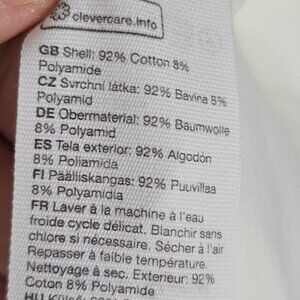 clevercare.info
GB Shell: 92% Cotton 8%
Polyamide
CZ Svrchní látka: 92% Bavlna 8%
Polyamid
DE Obermaterial: 92% Baumwolle
8% Polyamid
ES Tela exterior: 92% Algodón
8% Poliamida
FI Päälliskangas: 92% Puuvillaa
8% Polyamidia
FR Laver à la machine à l'eau
froide cycle délicat. Blanchir sans
chlore si nécessaire. Sécher à l'air
Repasser à faible température.
Nettoyage à sec. Exterieur: 92%
Coton 8% Polyamide